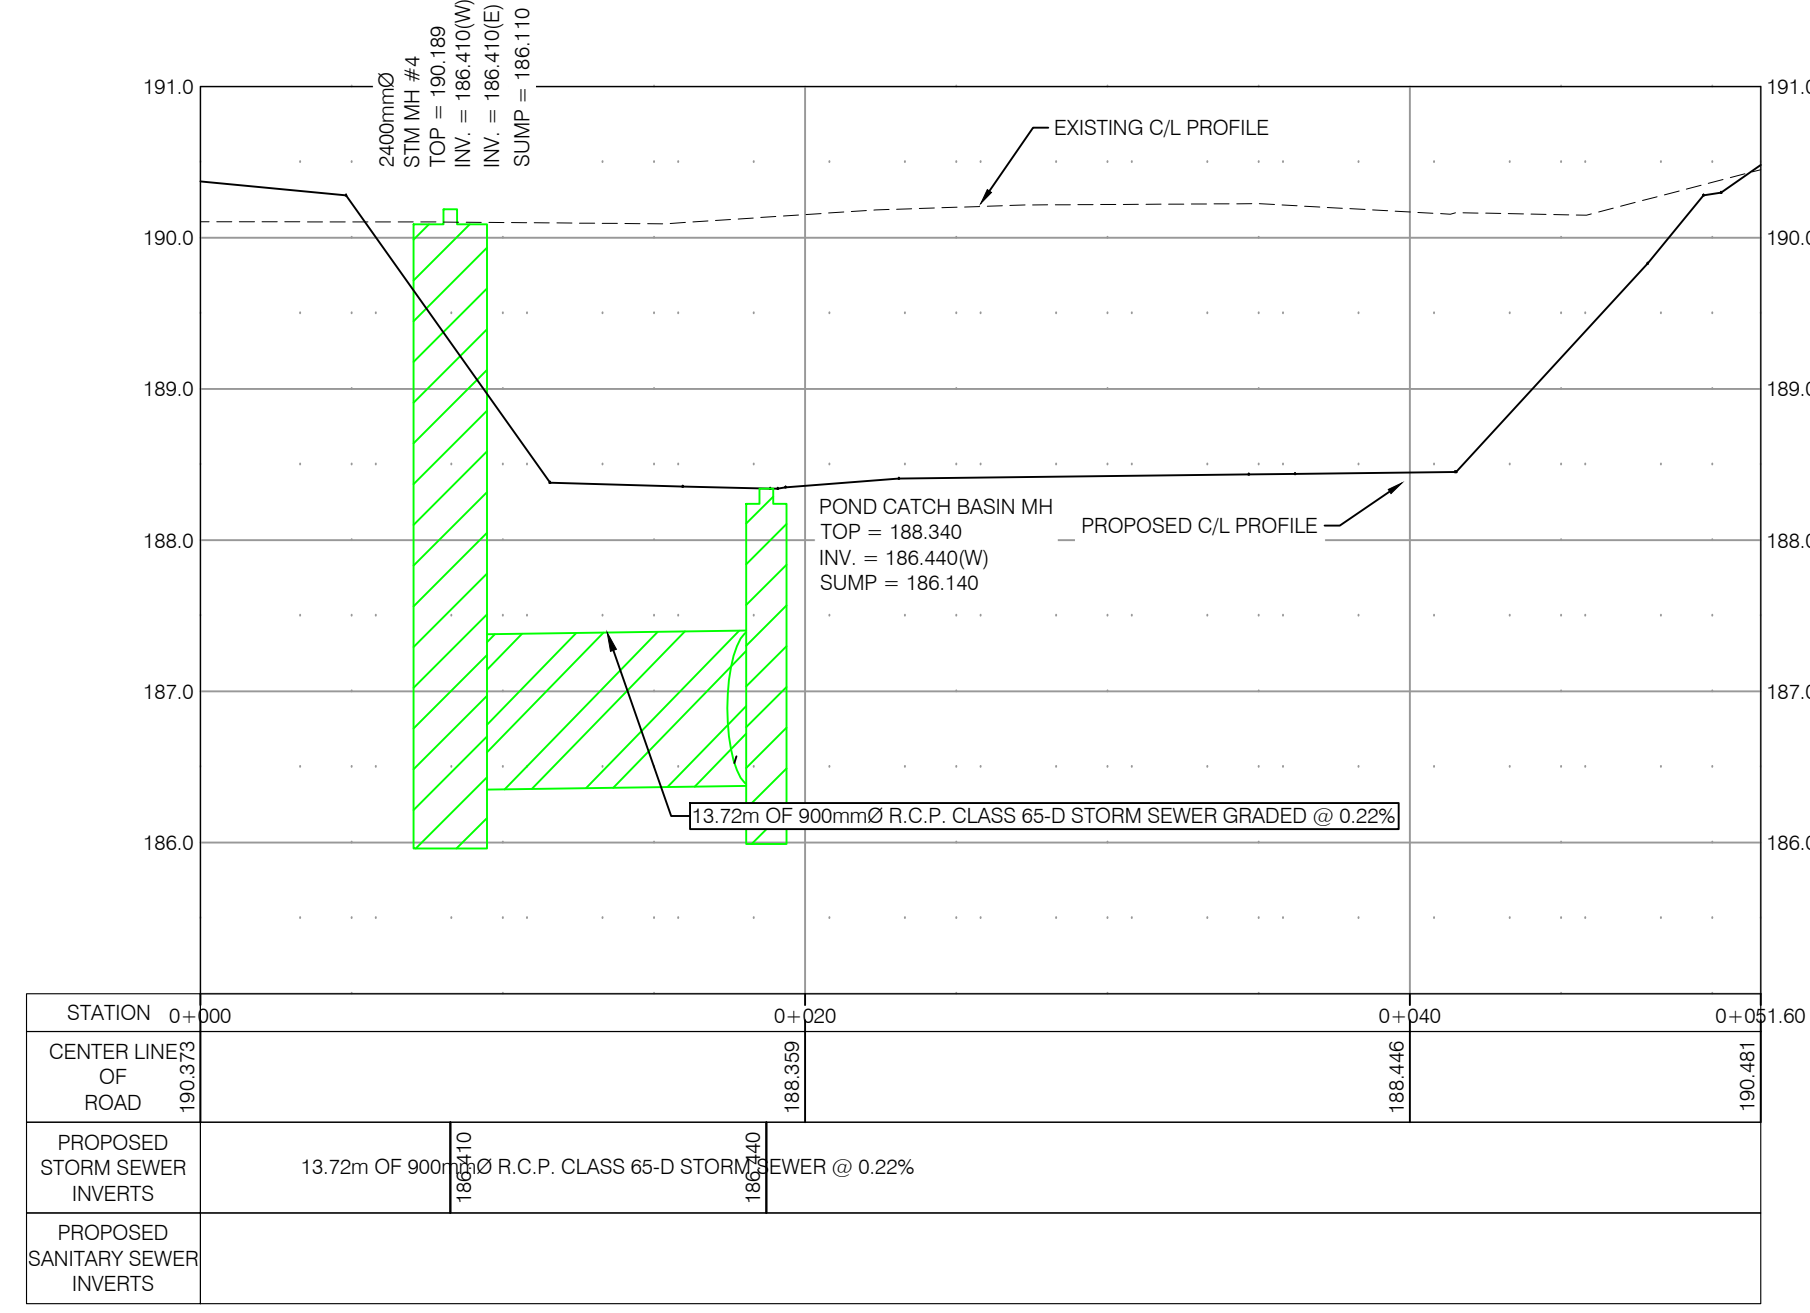 2400mmØ
STM MH #4
TOP = 190.189
INV. = 186.410(W)
INV. = 186.410(E)
SUMP = 186.110
191.0
191.0
EXISTING C/L PROFILE
190.0
190.0
189.0
189.0
POND CATCH BASIN MH
TOP = 188.340
INV. = 186.440(W)
SUMP = 186.140
PROPOSED C/L PROFILE
188.0
188.0
187.0
187.0
13.72m OF 900mmØ R.C.P. CLASS 65-D STORM SEWER GRADED @ 0.22%
186.0
186.0
STATION 0+000 0+020 0+040 0+051.60
CENTER LINE
OF
ROAD
190.373
188.359
188.446
190.481
PROPOSED
STORM SEWER
INVERTS
13.72m OF 900mmØ R.C.P. CLASS 65-D STORM SEWER @ 0.22%
186.410
186.440
PROPOSED
SANITARY SEWER
INVERTS